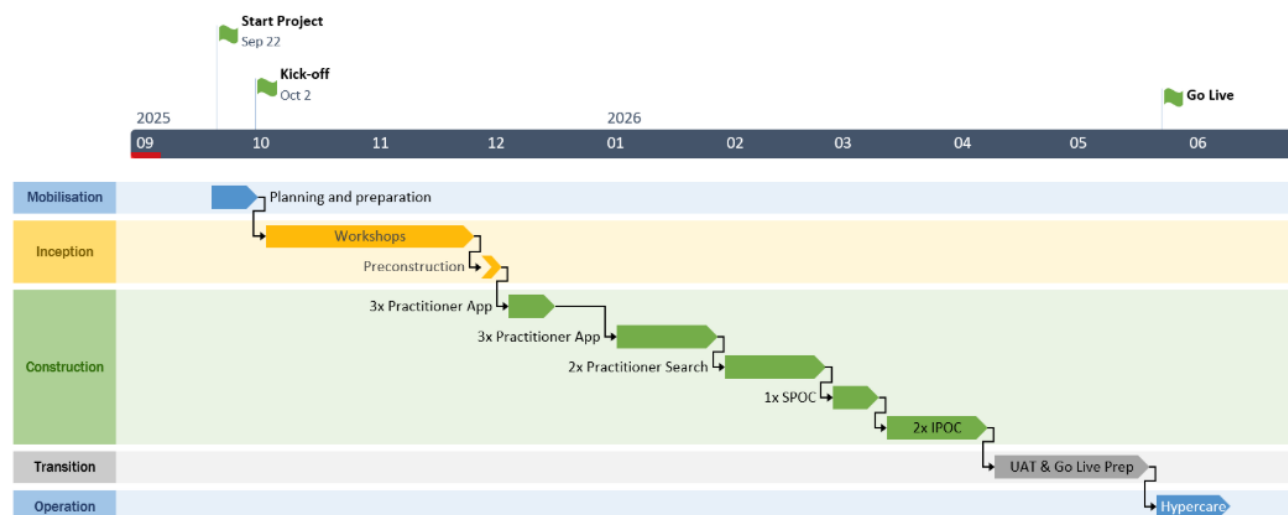 Start Project
Sep 22
Kick-off
Oct 2
Go Live
2025
2026
09 10 11 12 01 02 03 04 05 06
Mobilisation
Planning and preparation
Inception
Workshops
Preconstruction
Construction
3x Practitioner App
3x Practitioner App
2x Practitioner Search
1x SPOC
2x IPOC
Transition
UAT & Go Live Prep
Operation
Hypercare